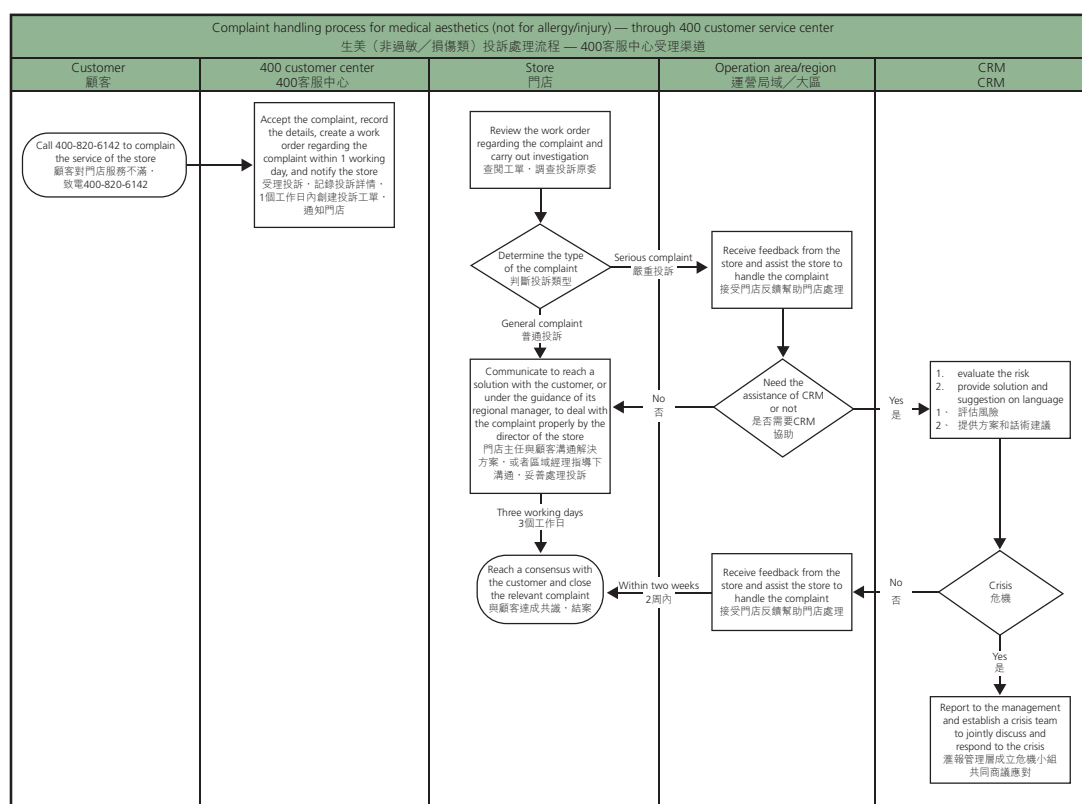 Complaint handling process for medical aesthetics (not for allergy/injury) — through 400 customer service center
生美（非過敏／損傷類）投訴處理流程 — 400客服中心受理渠道
Customer
顧客
400 customer center
400客服中心
Store
門店
Operation area/region
運營局域／大區
CRM
CRM
Call 400-820-6142 to complain
the service of the store
顧客對門店服務不滿，
致電400-820-6142
Accept the complaint, record
the details, create a work
order regarding the
complaint within 1 working
day, and notify the store
受理投訴，記錄投訴詳情，
1個工作日內創建投訴工單，
通知門店
Review the work order
regarding the complaint and
carry out investigation
查閱工單，調查投訴原委
Determine the type
of the complaint
判斷投訴類型
Serious complaint
嚴重投訴
Receive feedback from the
store and assist the store to
handle the complaint
接受門店反饋幫助門店處理
General complaint
普通投訴
Communicate to reach a
solution with the customer, or
under the guidance of its
regional manager, to deal with
the complaint properly by the
director of the store
門店主任與顧客溝通解決
方案，或者區域經理指導下
溝通，妥善處理投訴
No
否
Need the
assistance of CRM
or not
是否需要CRM
協助
Yes
是
1. evaluate the risk
2. provide solution and
suggestion on language
1、 評估風險
2、 提供方案和話術建議
Three working days
3個工作日
Reach a consensus with
the customer and close
the relevant complaint
與顧客達成共識，結案
Within two weeks
2周內
Receive feedback from the
store and assist the store to
handle the complaint
接受門店反饋幫助門店處理
No
否
Crisis
危機
Yes
是
Report to the management
and establish a crisis team
to jointly discuss and
respond to the crisis
滙報管理層成立危機小組
共同商議應對